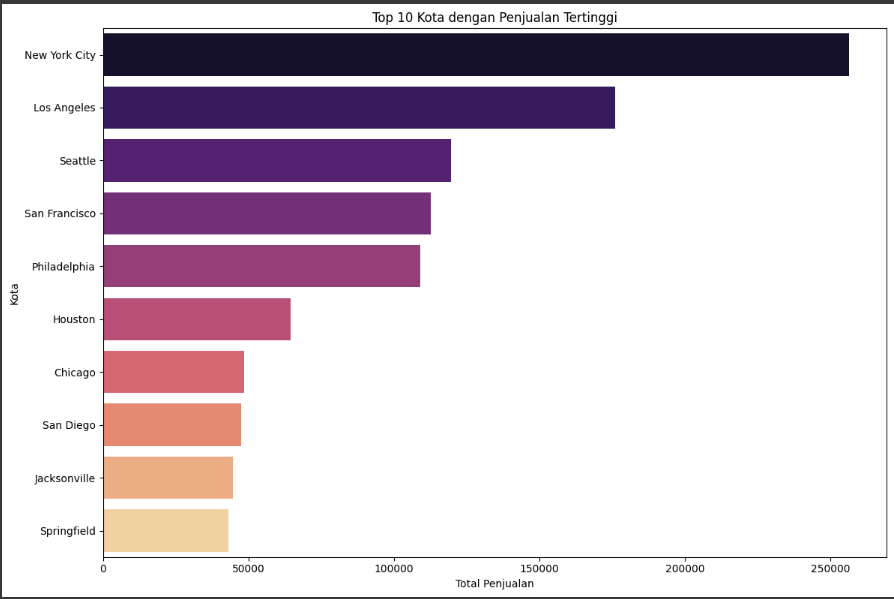 Top 10 Kota dengan Penjualan Tertinggi
New York City
Los Angeles
Seattle
San Francisco
Philadelphia
Houston
Chicago
San Diego
Jacksonville
Springfield
Kota
0 50000 100000 150000 200000 250000
Total Penjualan